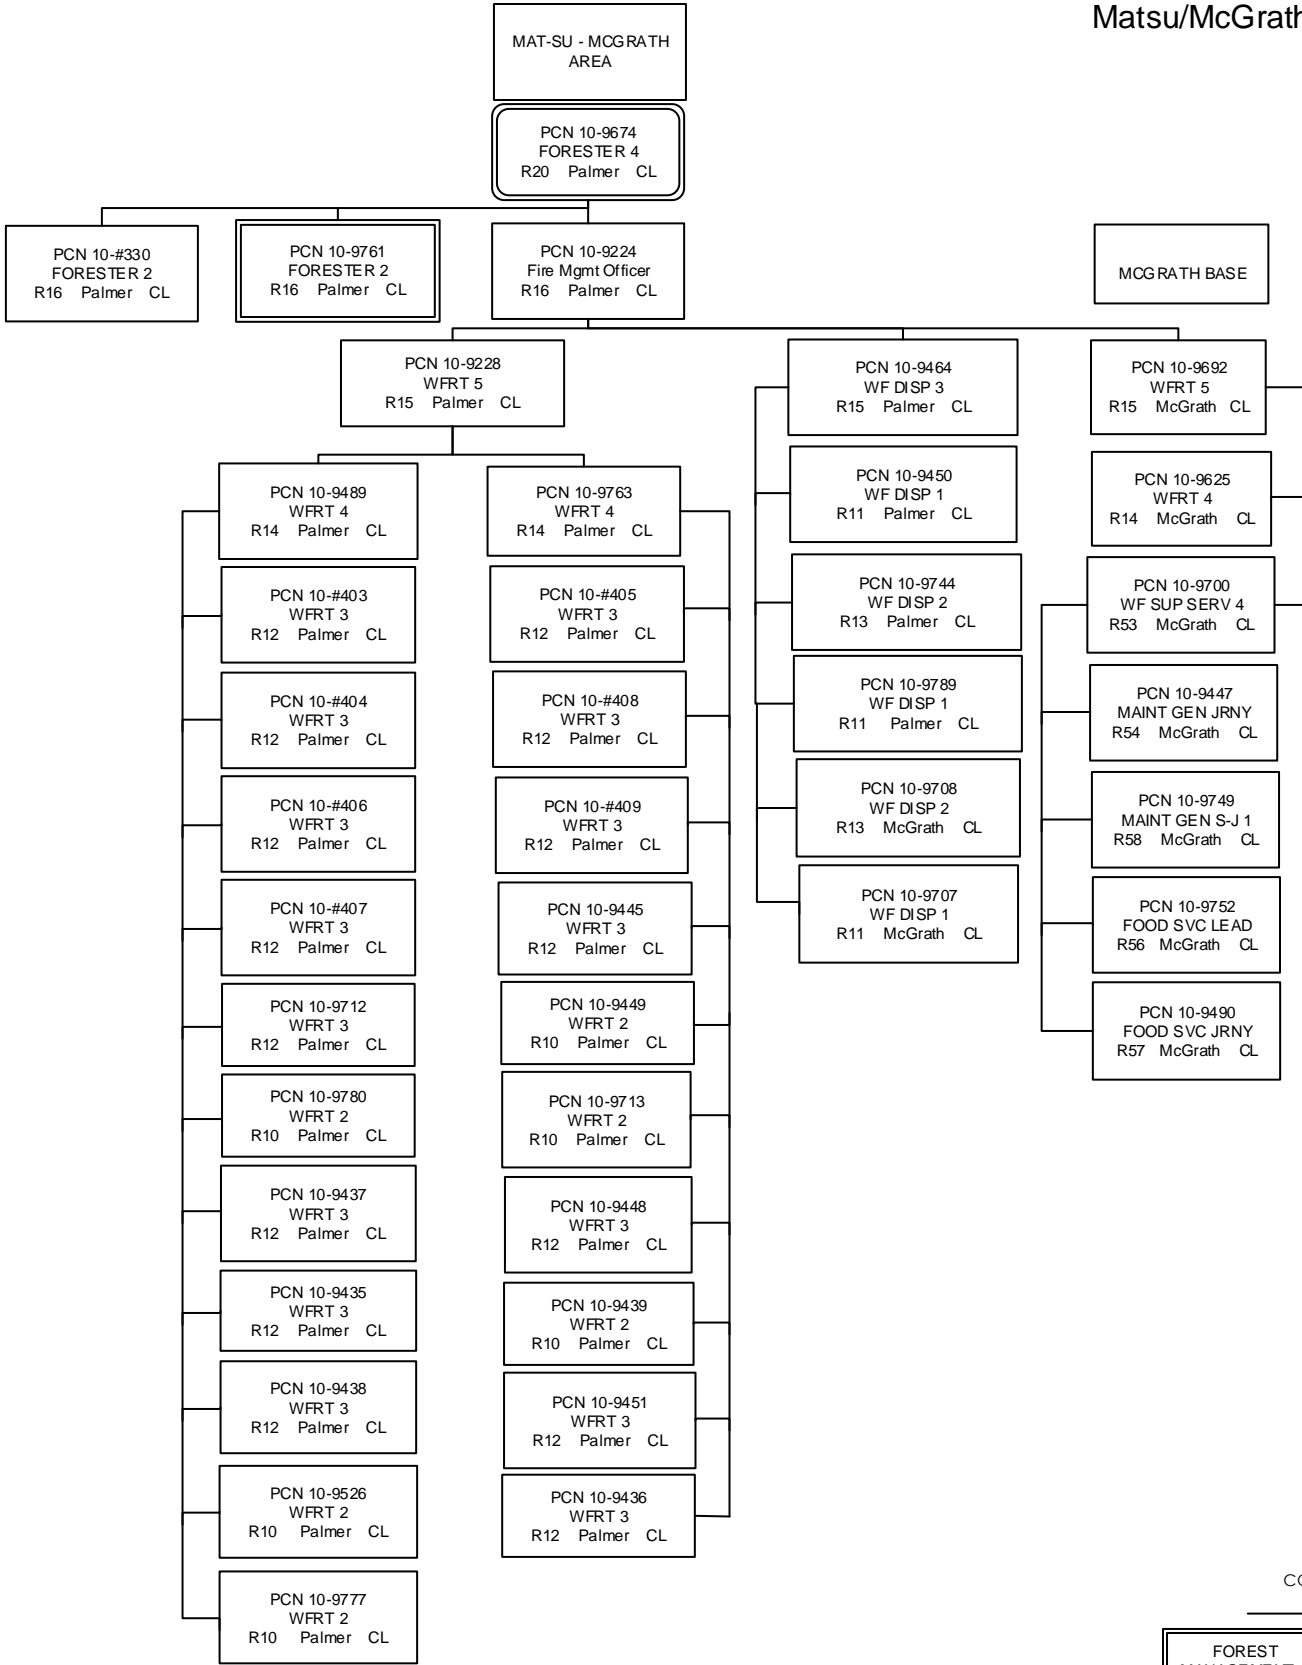 Matsu/McGrath
MAT-SU - MCGRATH
AREA
PCN 10-9674
FORESTER 4
R20 Palmer CL
PCN 10-#330
FORESTER 2
R16 Palmer CL
PCN 10-9761
FORESTER 2
R16 Palmer CL
PCN 10-9224
Fire Mgmt Officer
R16 Palmer CL
MCGRATH BASE
PCN 10-9228
WFRT 5
R15 Palmer CL
PCN 10-9489
WFRT 4
R14 Palmer CL
PCN 10-#403
WFRT 3
R12 Palmer CL
PCN 10-#404
WFRT 3
R12 Palmer CL
PCN 10-#406
WFRT 3
R12 Palmer CL
PCN 10-#407
WFRT 3
R12 Palmer CL
PCN 10-9712
WFRT 3
R12 Palmer CL
PCN 10-9780
WFRT 2
R10 Palmer CL
PCN 10-9437
WFRT 3
R12 Palmer CL
PCN 10-9435
WFRT 3
R12 Palmer CL
PCN 10-9438
WFRT 3
R12 Palmer CL
PCN 10-9526
WFRT 2
R10 Palmer CL
PCN 10-9777
WFRT 2
R10 Palmer CL
PCN 10-9763
WFRT 4
R14 Palmer CL
PCN 10-#405
WFRT 3
R12 Palmer CL
PCN 10-#408
WFRT 3
R12 Palmer CL
PCN 10-#409
WFRT 3
R12 Palmer CL
PCN 10-9445
WFRT 3
R12 Palmer CL
PCN 10-9449
WFRT 2
R10 Palmer CL
PCN 10-9713
WFRT 2
R10 Palmer CL
PCN 10-9448
WFRT 3
R12 Palmer CL
PCN 10-9439
WFRT 2
R10 Palmer CL
PCN 10-9451
WFRT 3
R12 Palmer CL
PCN 10-9436
WFRT 3
R12 Palmer CL
PCN 10-9464
WF DISP 3
R15 Palmer CL
PCN 10-9450
WF DISP 1
R11 Palmer CL
PCN 10-9744
WF DISP 2
R13 Palmer CL
PCN 10-9789
WF DISP 1
R11 Palmer CL
PCN 10-9708
WF DISP 2
R13 McGrath CL
PCN 10-9707
WF DISP 1
R11 McGrath CL
PCN 10-9692
WFRT 5
R15 McGrath CL
PCN 10-9625
WFRT 4
R14 McGrath CL
PCN 10-9700
WF SUP SERV 4
R53 McGrath CL
PCN 10-9447
MAINT GEN JRNY
R54 McGrath CL
PCN 10-9749
MAINT GEN S-J 1
R58 McGrath CL
PCN 10-9752
FOOD SVC LEAD
R56 McGrath CL
PCN 10-9490
FOOD SVC JRNY
R57 McGrath CL
FOREST